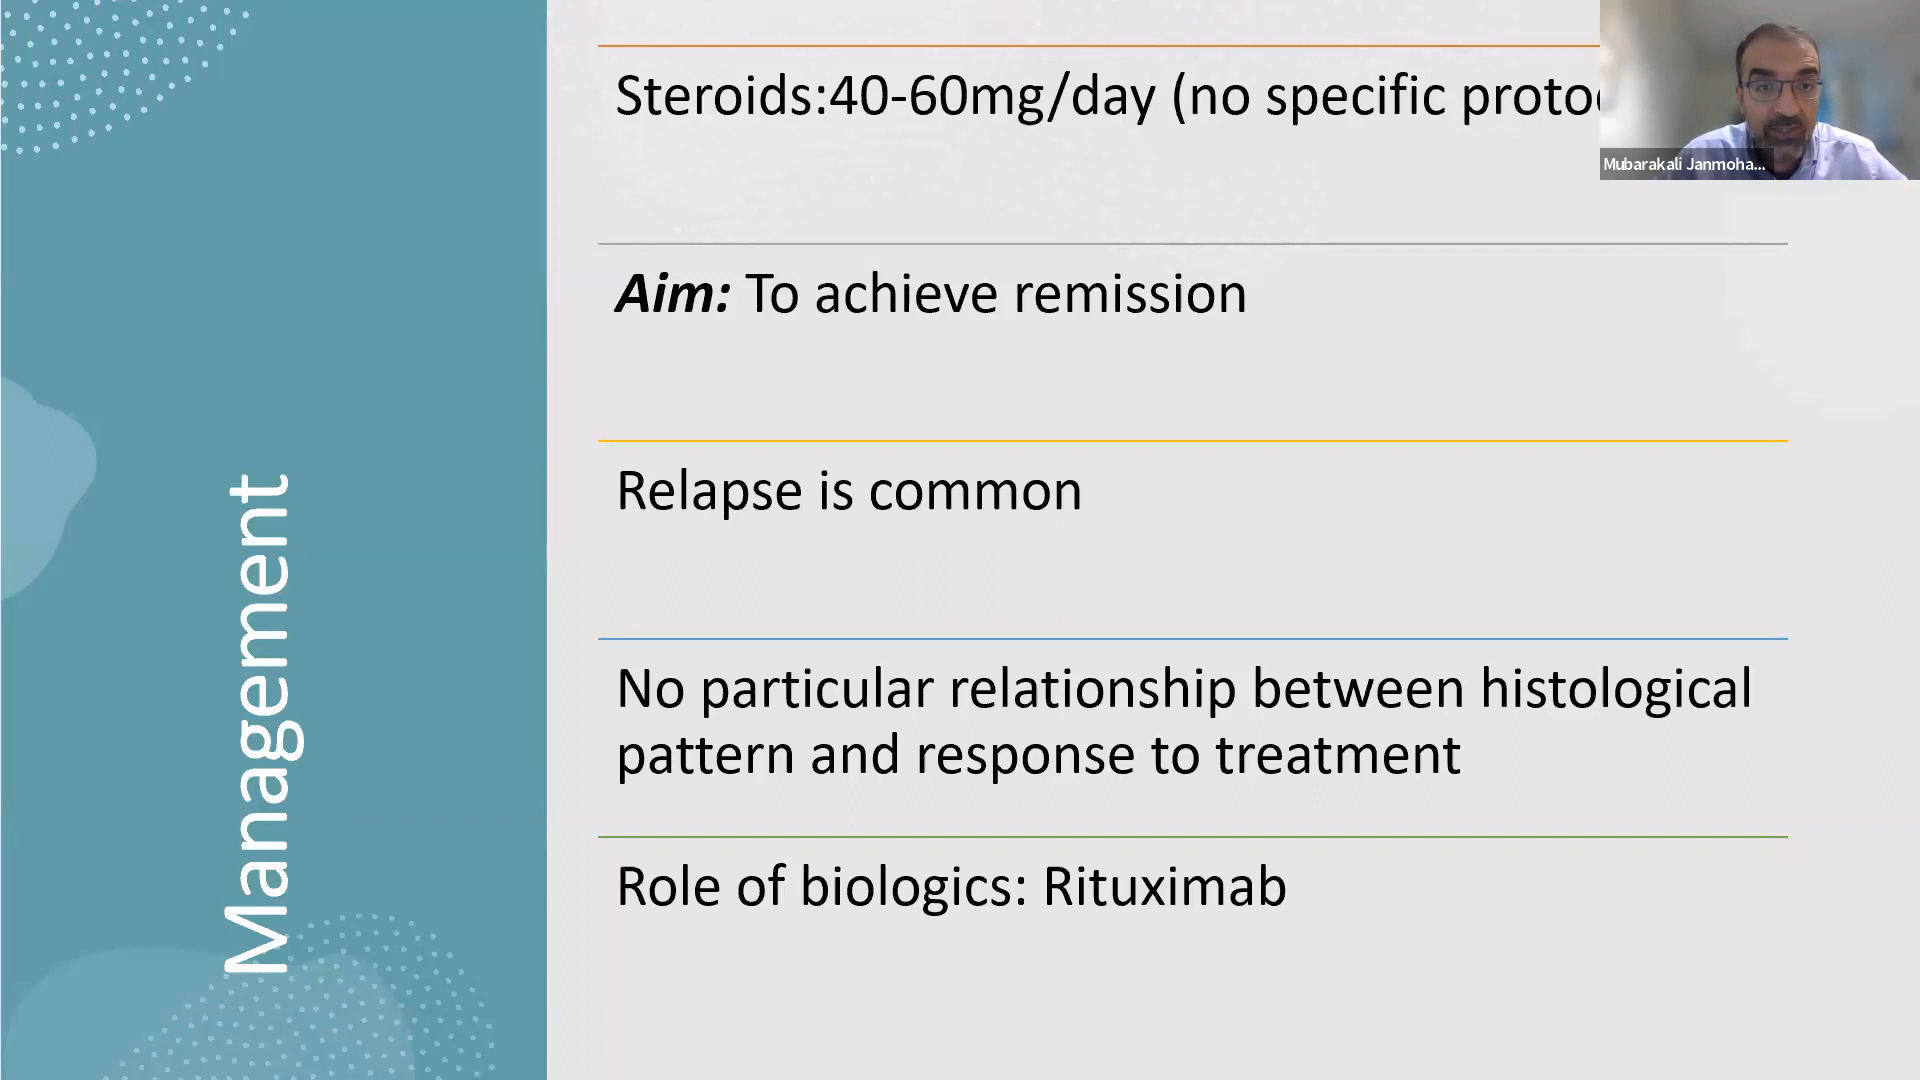 Management
Steroids:40-60mg/day (no specific
Mubarakali Janmoha...
Aim: To achieve remission
Relapse is common
No particular relationship between histological
pattern and response to treatment
Role of biologics: Rituximab